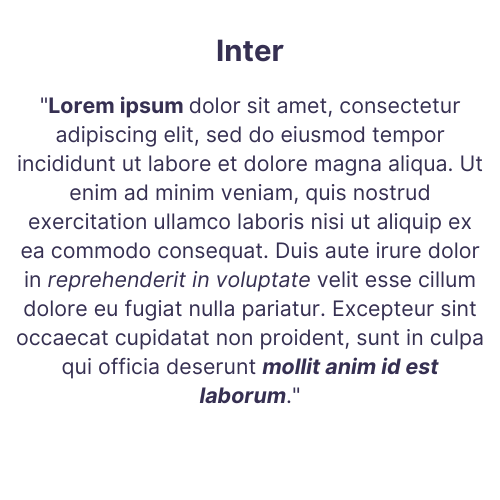 Inter
"Lorem ipsum dolor sit amet, consectetur
adipiscing elit, sed do eiusmod tempor
incididunt ut labore et dolore magna aliqua. Ut
enim ad minim veniam, quis nostrud
exercitation ullamco laboris nisi ut aliquip ex
ea commodo consequat. Duis aute irure dolor
in reprehenderit in voluptate velit esse cillum
dolore eu fugiat nulla pariatur. Excepteur sint
occaecat cupidatat non proident, sunt in culpa
qui officia deserunt mollit anim id est
laborum."